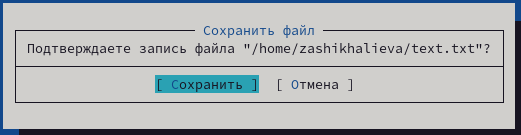 Сохранить файл
Подтверждаете запись файла "/home/zashikhalieva/text.txt"?
[ Сохранить ] [ Отмена ]